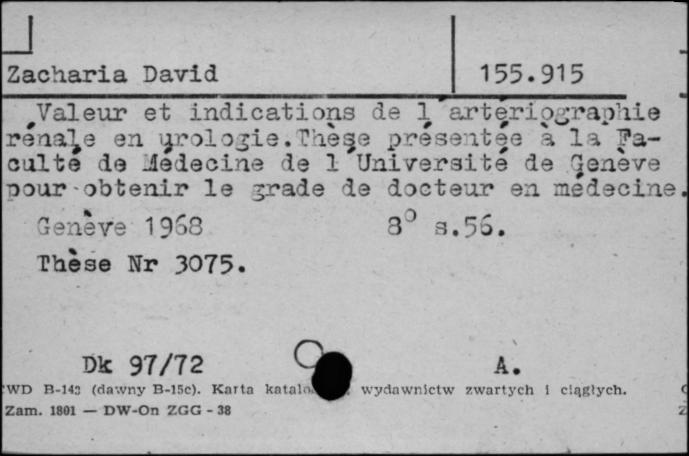 Zacharia David 155.915
Valeur et indications de l'artériographie
rénale en urologie.Thèse présentée à la Fa-
culté de Médecine de l'Université de Genève
pour obtenir le grade de docteur en médecine.
Genève 1968 8° s.56.
Thèse Nr 3075.
Dk 97/72 A.
WD B-143 (dawny B-15c). Karta wydawnictw zwartych i ciągłych.
Zam. 1801 — DW-On ZGG - 38